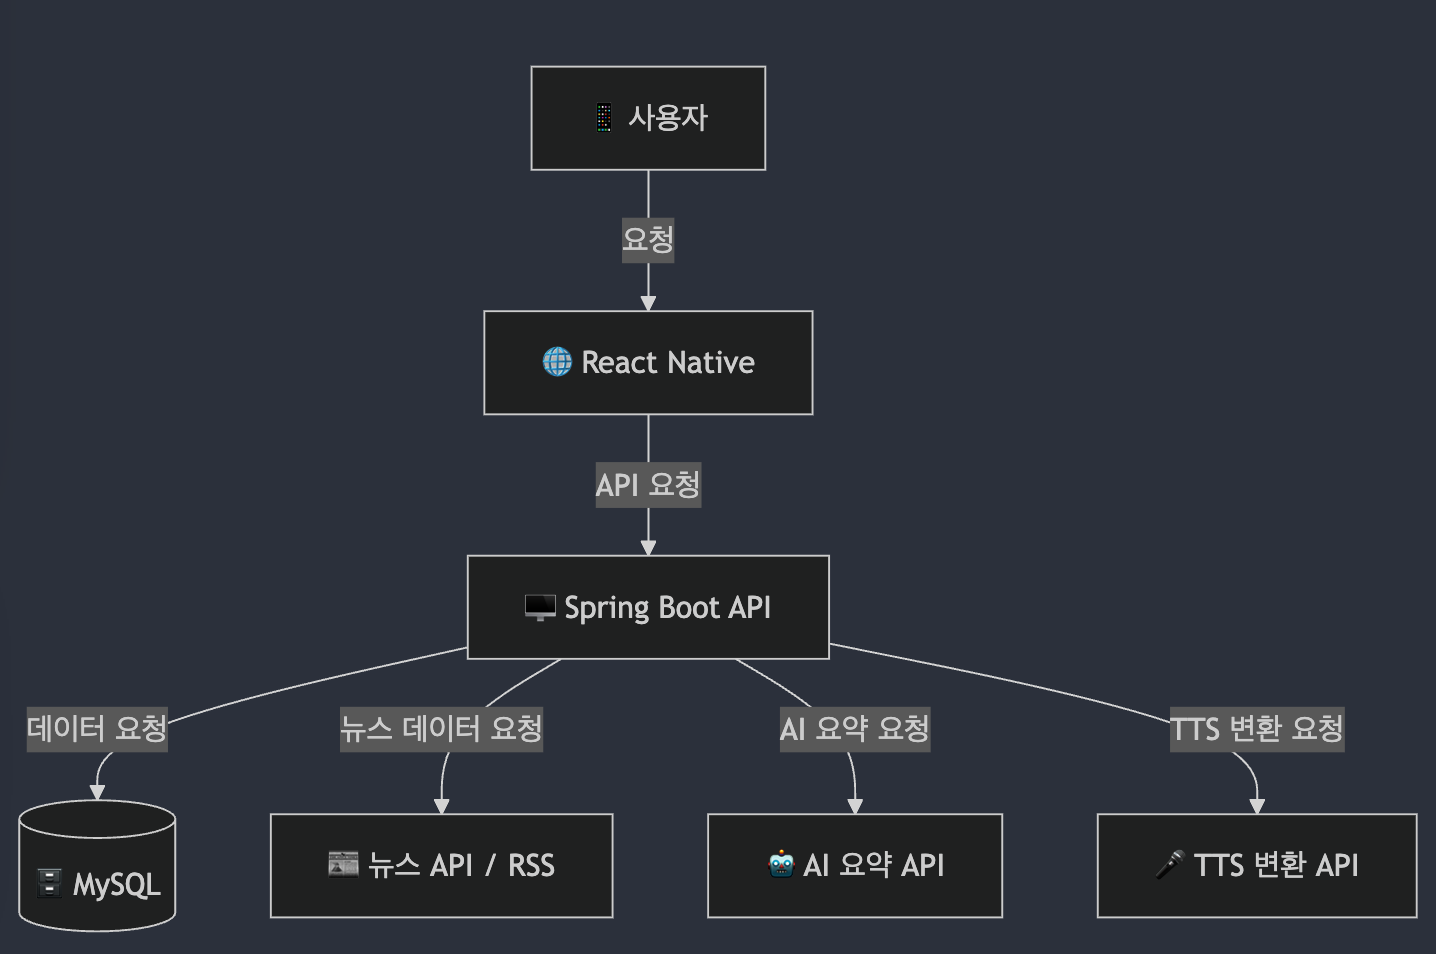 📱 사용자
요청
🌐 React Native
API 요청
🖥️ Spring Boot API
데이터 요청
뉴스 데이터 요청
AI 요약 요청
TTS 변환 요청
🗄️ MySQL
📰 뉴스 API / RSS
🤖 AI 요약 API
🎤 TTS 변환 API